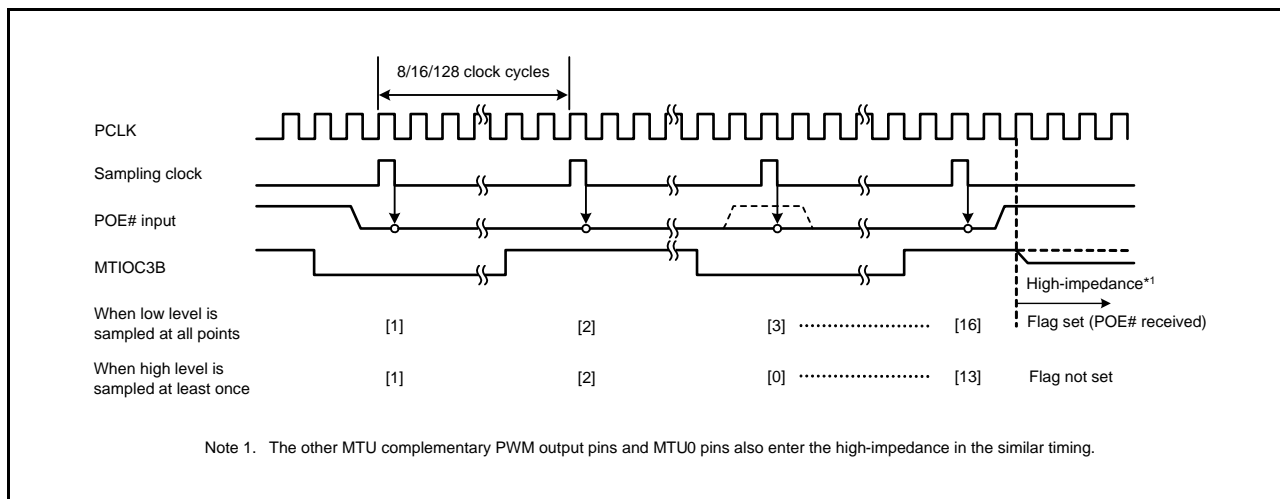 8/16/128 clock cycles
PCLK
Sampling clock
POE# input
MTIOC3B
High-impedance*1
When low level is
sampled at all points
[1] [2] [3] [16] Flag set (POE# received)
When high level is
sampled at least once
[1] [2] [0] [13] Flag not set
Note 1. The other MTU complementary PWM output pins and MTU0 pins also enter the high-impedance in the similar timing.